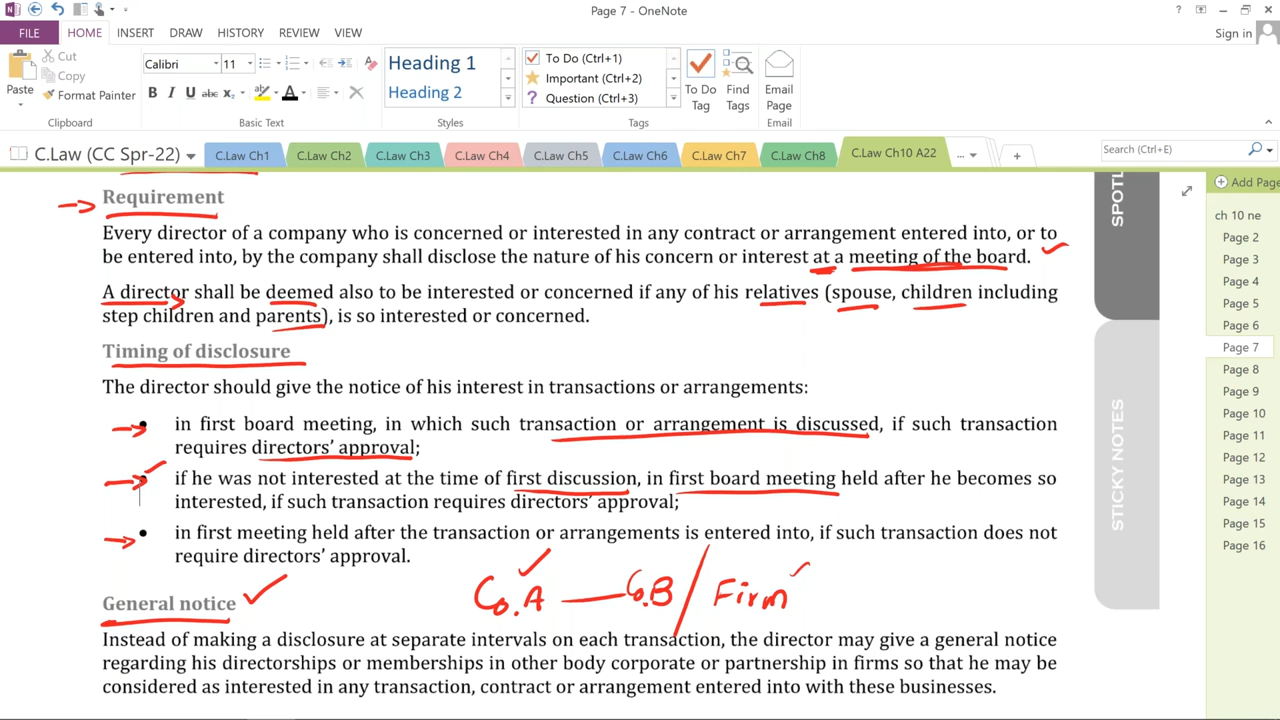 Page 7 - OneNote
?
FILE HOME INSERT DRAW HISTORY REVIEW VIEW
Sign in
Paste
Cut
Copy
Format Painter
Clipboard
Calibri 11
B I U abc x₂ A
Basic Text
Heading 1
Heading 2
Styles
To Do (Ctrl+1)
Important (Ctrl+2)
? Question (Ctrl+3)
To Do
Tag
Find
Tags
Tags
Email
Page
Email
C.Law (CC Spr-22)
C.Law Ch1 C.Law Ch2 C.Law Ch3 C.Law Ch4 C.Law Ch5 C.Law Ch6 C.Law Ch7 C.Law Ch8 C.Law Ch10 A22 ... +
Search (Ctrl+E)
Requirement
Every director of a company who is concerned or interested in any contract or arrangement entered into, or to
be entered into, by the company shall disclose the nature of his concern or interest at a meeting of the board.
A director shall be deemed also to be interested or concerned if any of his relatives (spouse, children including
step children and parents), is so interested or concerned.
Timing of disclosure
The director should give the notice of his interest in transactions or arrangements:
• in first board meeting, in which such transaction or arrangement is discussed, if such transaction
requires directors' approval;
• if he was not interested at the time of first discussion, in first board meeting held after he becomes so
interested, if such transaction requires directors' approval;
• in first meeting held after the transaction or arrangements is entered into, if such transaction does not
require directors' approval.
Co.A — Co.B / Firm
General notice
Instead of making a disclosure at separate intervals on each transaction, the director may give a general notice
regarding his directorships or memberships in other body corporate or partnership in firms so that he may be
considered as interested in any transaction, contract or arrangement entered into with these businesses.
SPOTL
STICKY NOTES
Add Page
ch 10 ne
Page 2
Page 3
Page 4
Page 5
Page 6
Page 7
Page 8
Page 9
Page 10
Page 11
Page 12
Page 13
Page 14
Page 15
Page 16